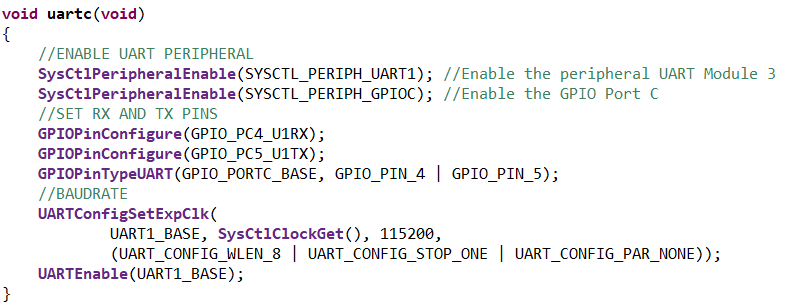 void uartc(void)
{
//ENABLE UART PERIPHERAL
SysCtlPeripheralEnable(SYSCTL_PERIPH_UART1); //Enable the peripheral UART Module 3
SysCtlPeripheralEnable(SYSCTL_PERIPH_GPIOC); //Enable the GPIO Port C
//SET RX AND TX PINS
GPIOPinConfigure(GPIO_PC4_U1RX);
GPIOPinConfigure(GPIO_PC5_U1TX);
GPIOPinTypeUART(GPIO_PORTC_BASE, GPIO_PIN_4 | GPIO_PIN_5);
//BAUDRATE
UARTConfigSetExpClk(
UART1_BASE, SysCtlClockGet(), 115200,
(UART_CONFIG_WLEN_8 | UART_CONFIG_STOP_ONE | UART_CONFIG_PAR_NONE));
UARTEnable(UART1_BASE);
}